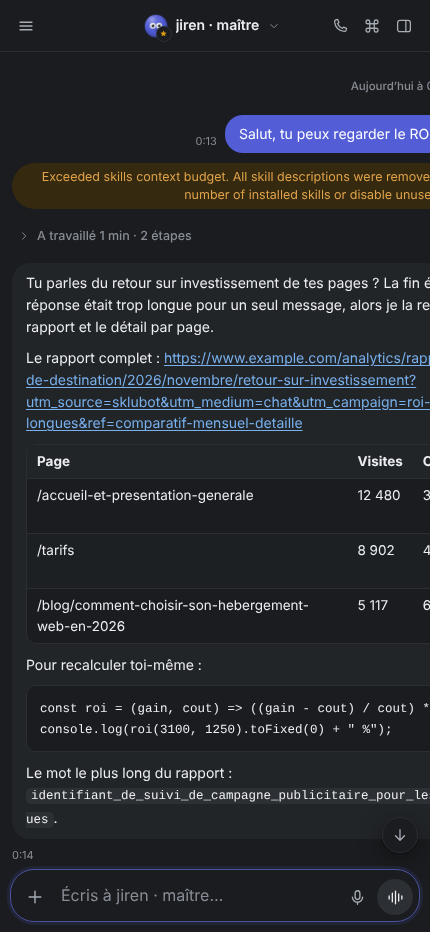 jiren · maître
Aujourd'hui à
0:13
Salut, tu peux regarder le RO
Exceeded skills context budget. All skill descriptions were remove
number of installed skills or disable unuse
A travaillé 1 min · 2 étapes
Tu parles du retour sur investissement de tes pages ? La fin
réponse était trop longue pour un seul message, alors je la re
rapport et le détail par page.
Le rapport complet : https://www.example.com/analytics/rapp
de-destination/2026/novembre/retour-sur-investissement?
utm_source=sklubot&utm_medium=chat&utm_campaign=roi-
longues&ref=comparatif-mensuel-detaille
Page Visites
/accueil-et-presentation-generale 12 480 3
/tarifs 8 902 4
/blog/comment-choisir-son-hebergement- 5 117 6
web-en-2026
Pour recalculer toi-même :
const roi = (gain, cout) => ((gain - cout) / cout) *
console.log(roi(3100, 1250).toFixed(0) + " %");
Le mot le plus long du rapport :
identifiant_de_suivi_de_campagne_publicitaire_pour_le
ues.
0:14
Écris à jiren · maître...